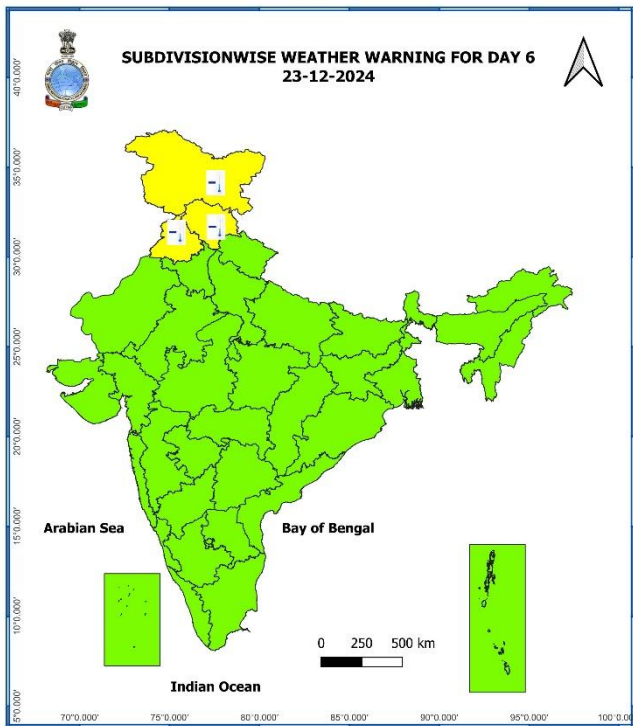 SUBDIVISIONWISE WEATHER WARNING FOR DAY 6
23-12-2024
40°0.000'
35°0.000'
30°0.000'
25°0.000'
20°0.000'
15°0.000'
10°0.000'
5°0.000'
Arabian Sea
Bay of Bengal
0 250 500 km
Indian Ocean
70°0.000' 75°0.000' 80°0.000' 85°0.000' 90°0.000' 95°0.000'